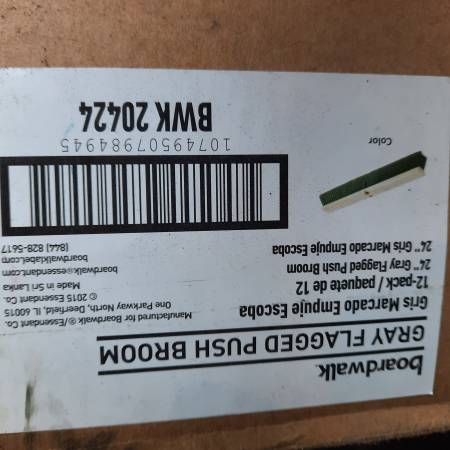 boardwalk.
GRAY FLAGGED PUSH BROOM
Gris Marcado Empuje Escoba
12-pack / paquete de 12
24" Gray Flagged Push Broom
24" Gris Marcado Empuje Escoba
Manufactured for Boardwalk ®/Essendant Co.
One Parkway North, Deerfield, IL 60015
© 2015 Essendant Co.
Made in Sri Lanka
boardwalk@essendant.com
boardwalklabel.com
(844) 828-5617
Color
10749507984945
BWK 20424